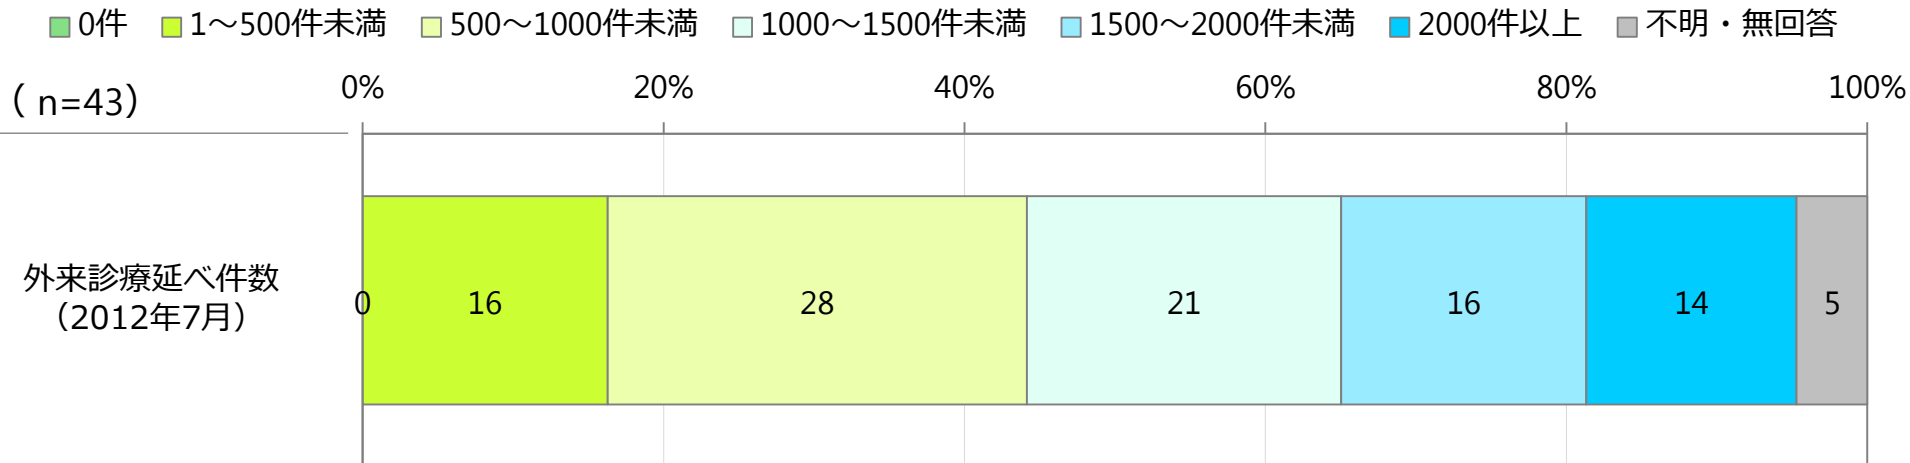 0件 1～500件未満 500～1000件未満 1000～1500件未満 1500～2000件未満 2000件以上 不明・無回答
（ n=43） 0% 20% 40% 60% 80% 100%
外来診療延べ件数
（2012年7月）
0 16 28 21 16 14 5